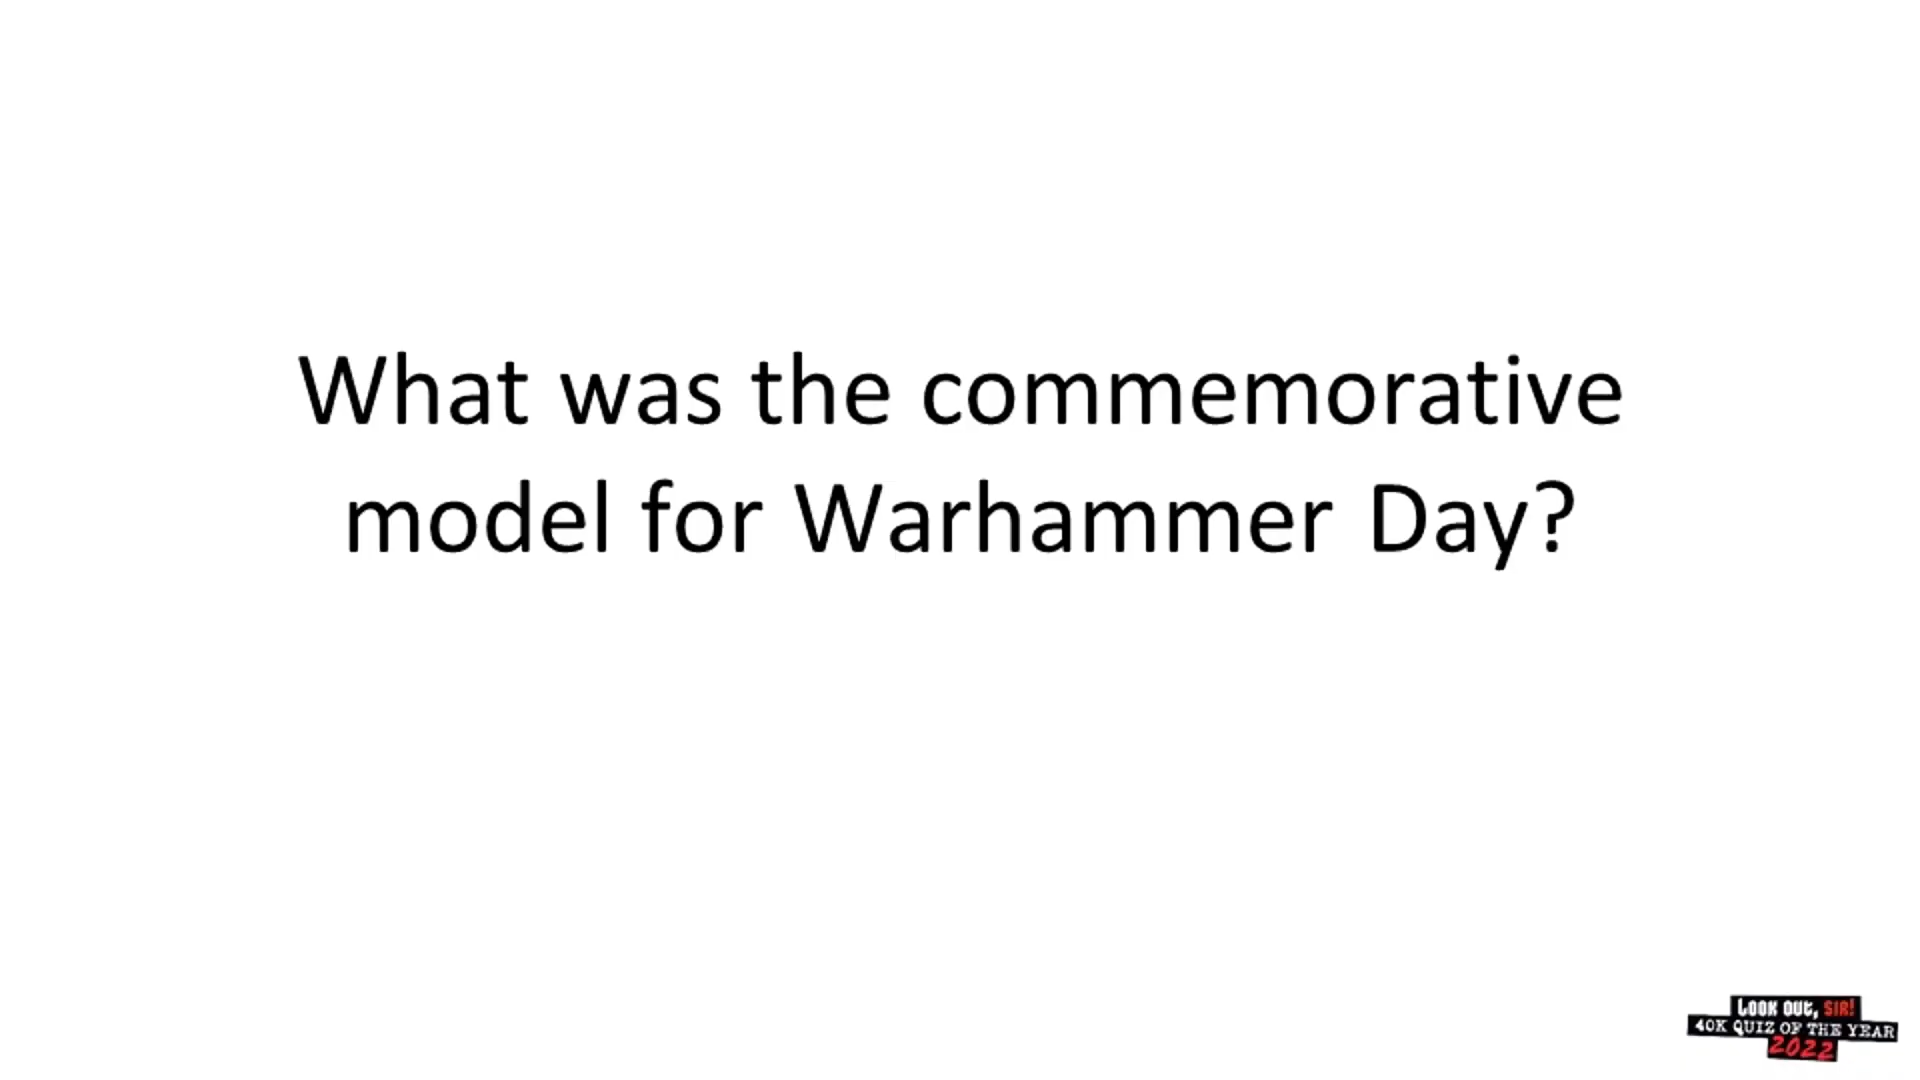 What was the commemorative
model for Warhammer Day?
LOOK OUT, SIR!
40K QUIZ OF THE YEAR
2022